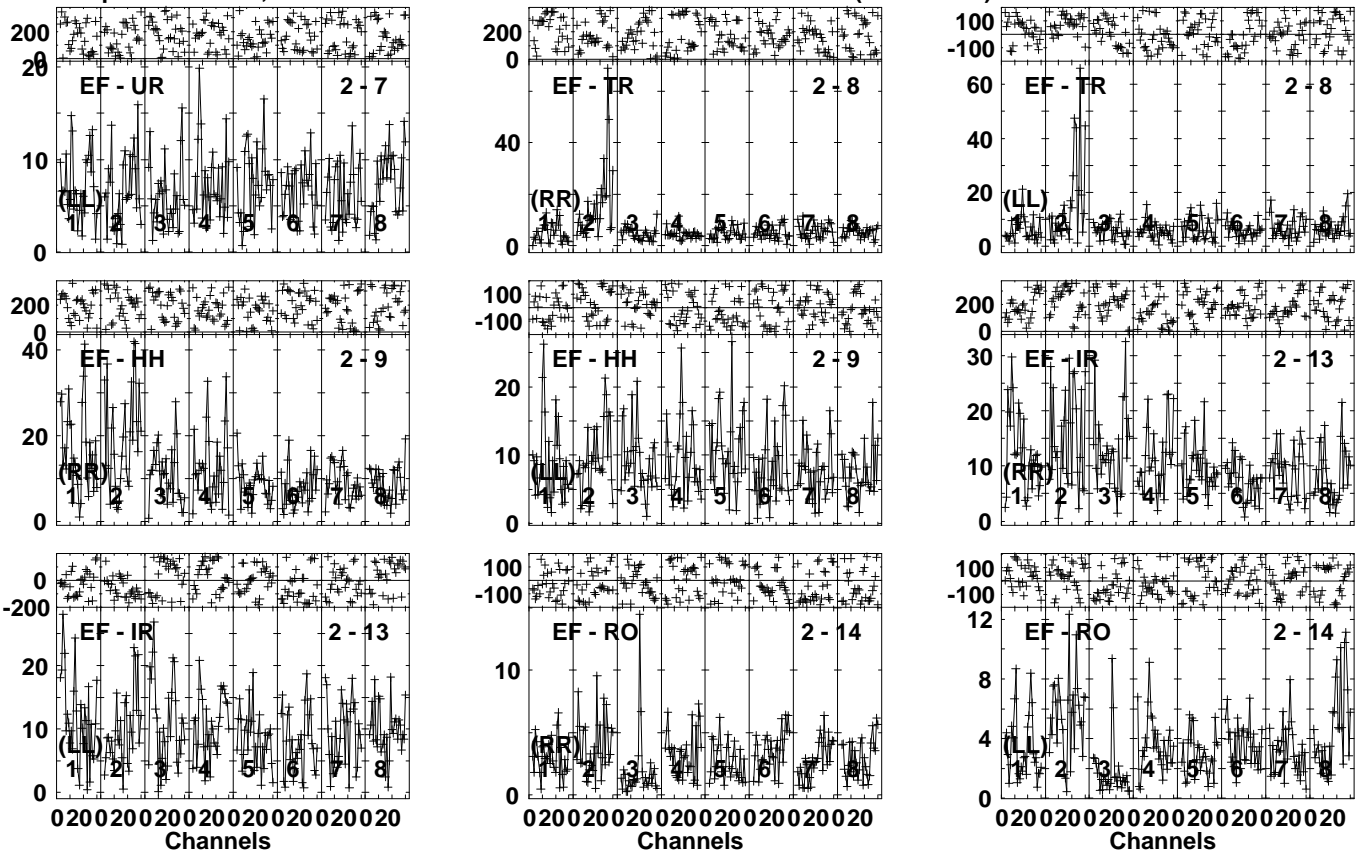 200 200 100
0 0 -100
20 EF - UR 2 - 7 EF - TR 2 - 8 60 EF - TR 2 - 8
40 40
10 (LL) (RR) 20 (LL)
1 2 3 4 5 6 7 8 1 2 3 4 5 6 7 8 1 2 3 4 5 6 7 8
0 0 0
200 100 200
0 -100 0
40 EF - HH 2 - 9 EF - HH 2 - 9 30 EF - IR 2 - 13
20 20 20
(RR) 10 (LL) 10 (RR)
1 2 3 4 5 6 7 8 1 2 3 4 5 6 7 8 1 2 3 4 5 6 7 8
0 0 0
0 100 100
-200 -100 -100
EF - IR 2 - 13 EF - RO 2 - 14 12 EF - RO 2 - 14
20 10 8
10 (LL) (RR) 4 (LL)
1 2 3 4 5 6 7 8 1 2 3 4 5 6 7 8 1 2 3 4 5 6 7 8
0 0 0
0 20 0 20 0 20 0 20 0 20 0 20 0 20 0 20 0 20 0 20 0 20 0 20 0 20 0 20 0 20 0 20 0 20 0 20 0 20 0 20 0 20 0 20 0 20 0 20
Channels Channels Channels